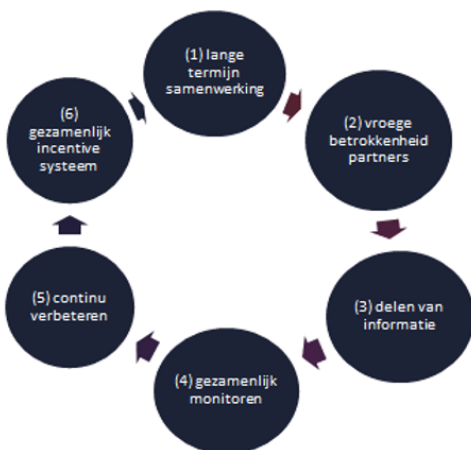 (1) lange
termijn
samenwerking
(2) vroege
betrokkenheid
partners
(3) delen van
informatie
(4) gezamenlijk
monitoren
(5) continu
verbeteren
(6)
gezamenlijk
incentive
systeem